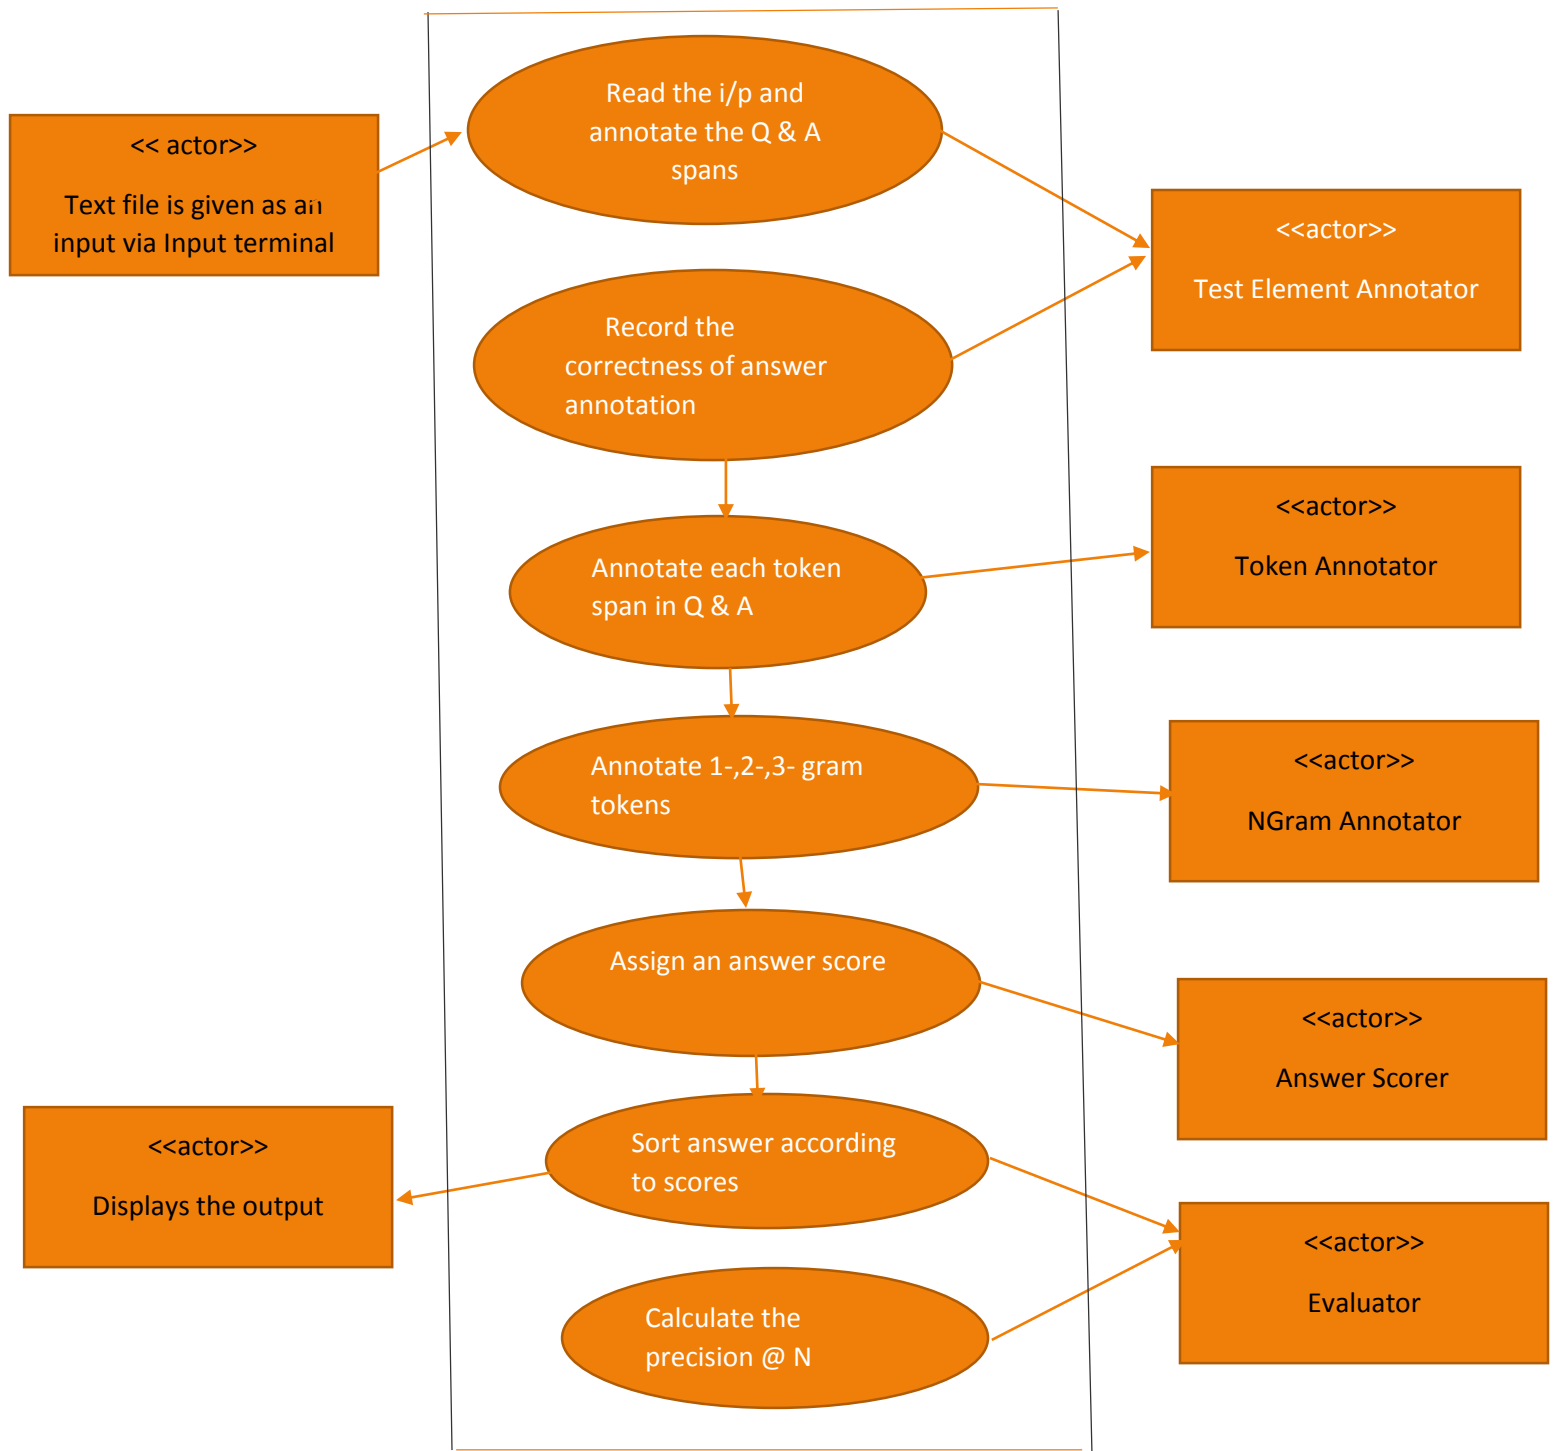 Read the i/p and
annotate the Q & A
spans
<< actor>>
Text file is given as an
input via Input terminal
<<actor>>
Test Element Annotator
Record the
correctness of answer
annotation
<<actor>>
Token Annotator
Annotate each token
span in Q & A
<<actor>>
NGram Annotator
Annotate 1-,2-,3- gram
tokens
Assign an answer score
<<actor>>
Answer Scorer
<<actor>>
Displays the output
Sort answer according
to scores
<<actor>>
Evaluator
Calculate the
precision @ N